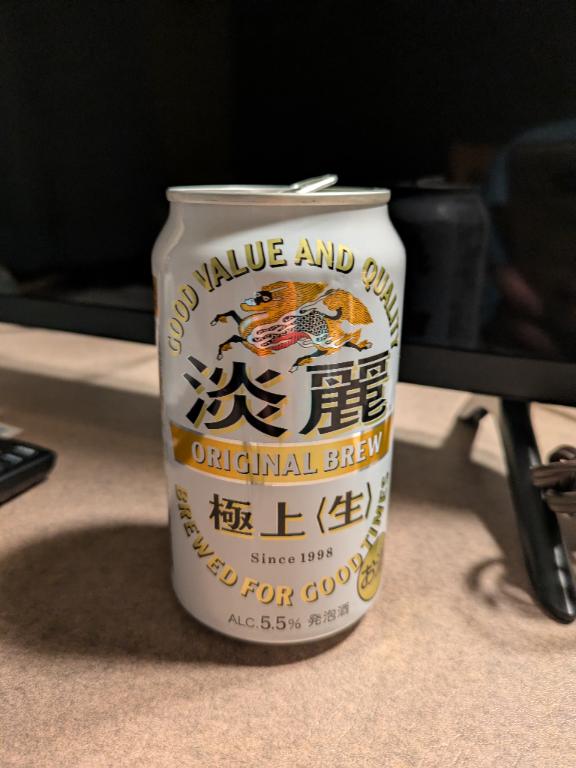 GOOD VALUE AND QUALITY
淡麗
ORIGINAL BREW
極上〈生〉
Since 1998
BREWED FOR GOOD TIMES
ALC.5.5% 発泡酒